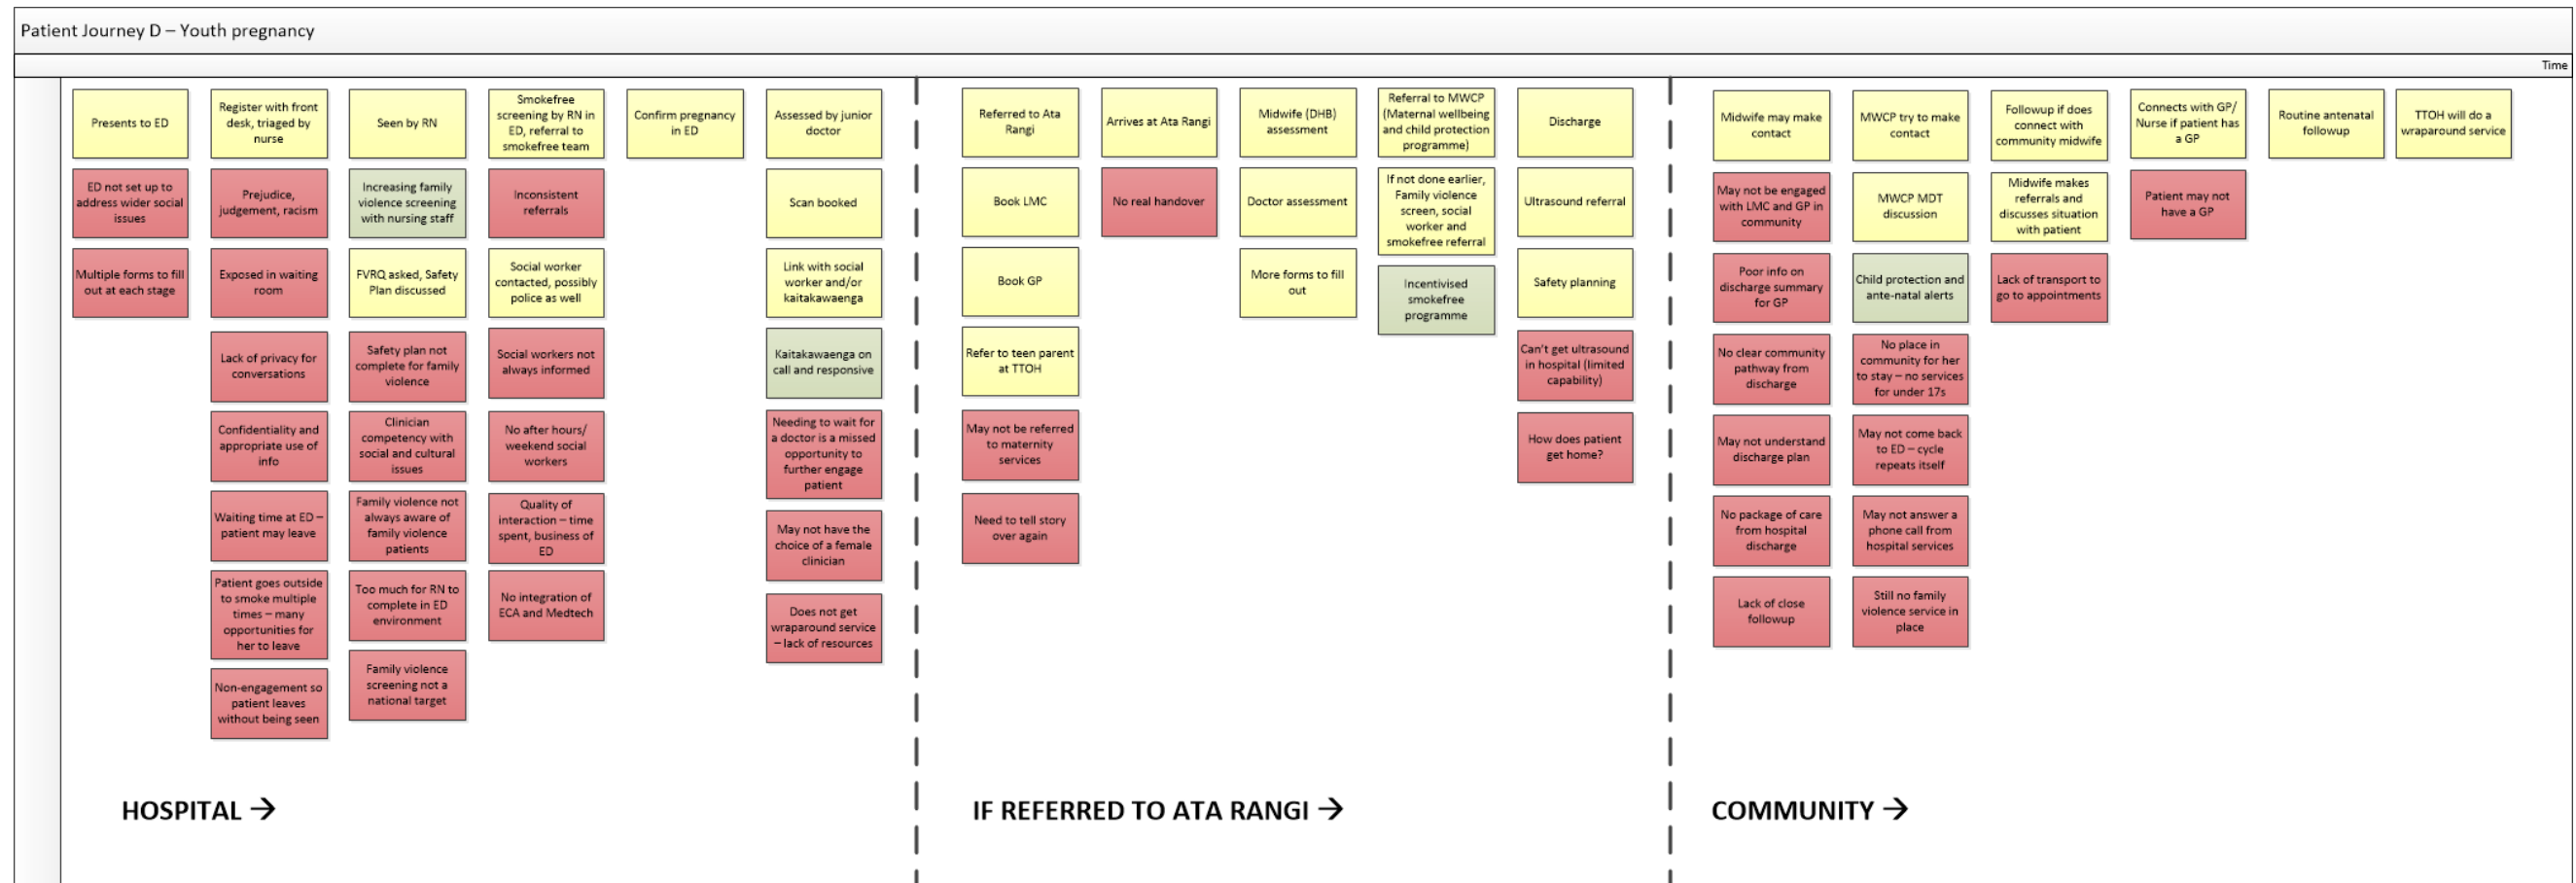 Patient Journey D – Youth pregnancy
Time
Presents to ED
ED not set up to
address wider social
issues
Multiple forms to fill
out at each stage
Register with front
desk, triaged by
nurse
Prejudice,
judgement, racism
Exposed in waiting
room
Lack of privacy for
conversations
Confidentiality and
appropriate use of
info
Waiting time at ED –
patient may leave
Patient goes outside
to smoke multiple
times – many
opportunities for
her to leave
Non-engagement so
patient leaves
without being seen
Seen by RN
Increasing family
violence screening
with nursing staff
FVRQ asked, Safety
Plan discussed
Safety plan not
complete for family
violence
Clinician
competency with
social and cultural
issues
Family violence not
always aware of
family violence
patients
Too much for RN to
complete in ED
environment
Family violence
screening not a
national target
Smokefree
screening by RN in
ED, referral to
smokefree team
Inconsistent
referrals
Social worker
contacted, possibly
police as well
Social workers not
always informed
No after hours/
weekend social
workers
Quality of
interaction – time
spent, business of
ED
No integration of
ECA and Medtech
Confirm pregnancy
in ED
Assessed by junior
doctor
Scan booked
Link with social
worker and/or
kaitakawaenga
Kaitakawaenga on
call and responsive
Needing to wait for
a doctor is a missed
opportunity to
further engage
patient
May not have the
choice of a female
clinician
Does not get
wraparound service
– lack of resources
HOSPITAL →
Referred to Ata
Rangi
Book LMC
Book GP
Refer to teen parent
at TTOH
May not be referred
to maternity
services
Need to tell story
over again
Arrives at Ata Rangi
No real handover
Midwife (DHB)
assessment
Doctor assessment
More forms to fill
out
Referral to MWCP
(Maternal wellbeing
and child protection
programme)
If not done earlier,
Family violence
screen, social
worker and
smokefree referral
Incentivised
smokefree
programme
Discharge
Ultrasound referral
Safety planning
Can't get ultrasound
in hospital (limited
capability)
How does patient
get home?
IF REFERRED TO ATA RANGI →
Midwife may make
contact
May not be engaged
with LMC and GP in
community
Poor info on
discharge summary
for GP
No clear community
pathway from
discharge
May not understand
discharge plan
No package of care
from hospital
discharge
Lack of close
followup
MWCP try to make
contact
MWCP MDT
discussion
Child protection and
ante-natal alerts
No place in
community for her
to stay – no services
for under 17s
May not come back
to ED – cycle
repeats itself
May not answer a
phone call from
hospital services
Still no family
violence service in
place
Followup if does
connect with
community midwife
Midwife makes
referrals and
discusses situation
with patient
Lack of transport to
go to appointments
Connects with GP/
Nurse if patient has
a GP
Patient may not
have a GP
Routine antenatal
followup
TTOH will do a
wraparound service
COMMUNITY →